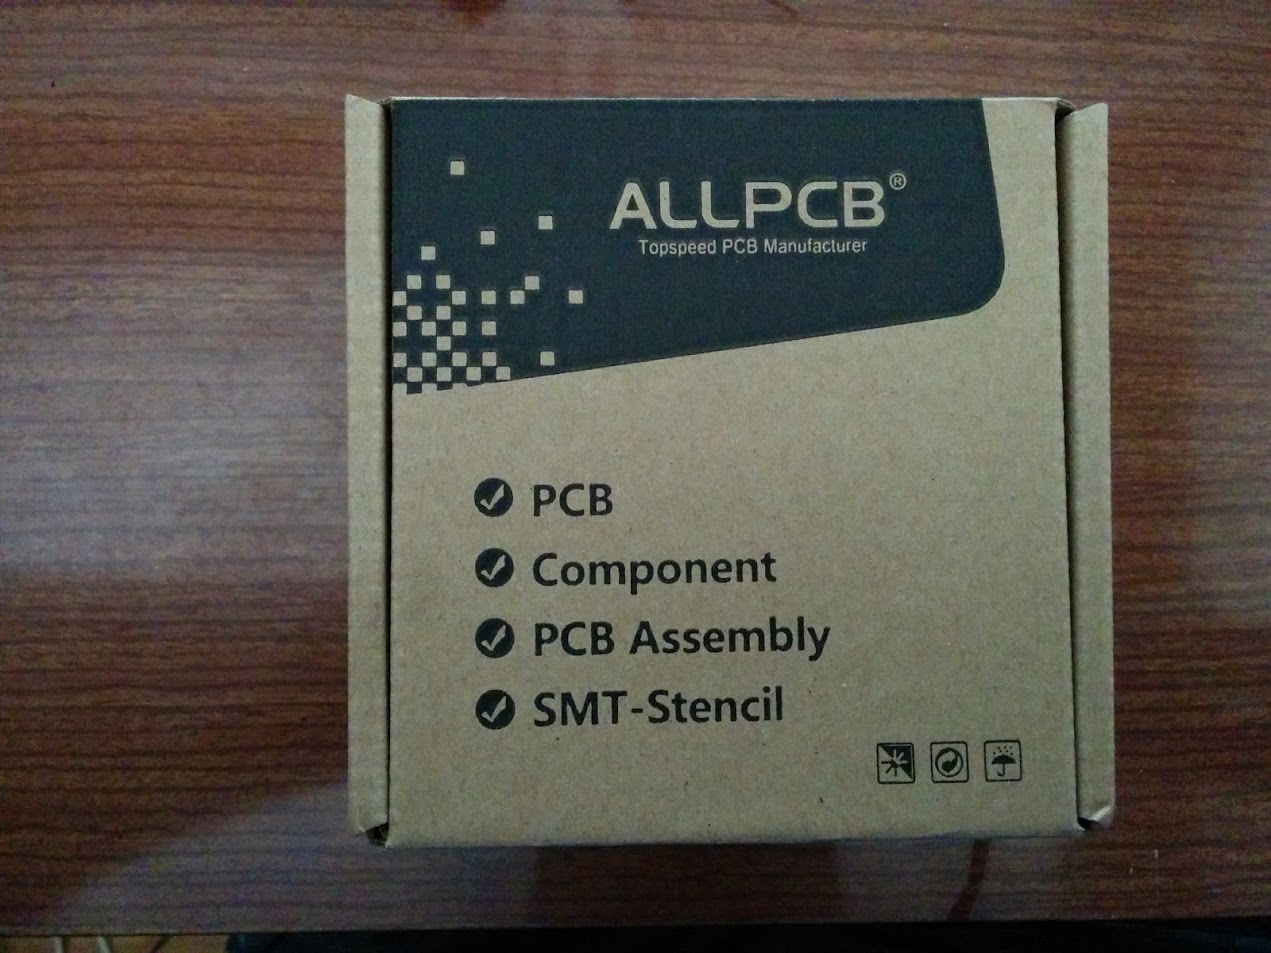 ALLPCB®
Topspeed PCB Manufacturer
PCB
Component
PCB Assembly
SMT-Stencil